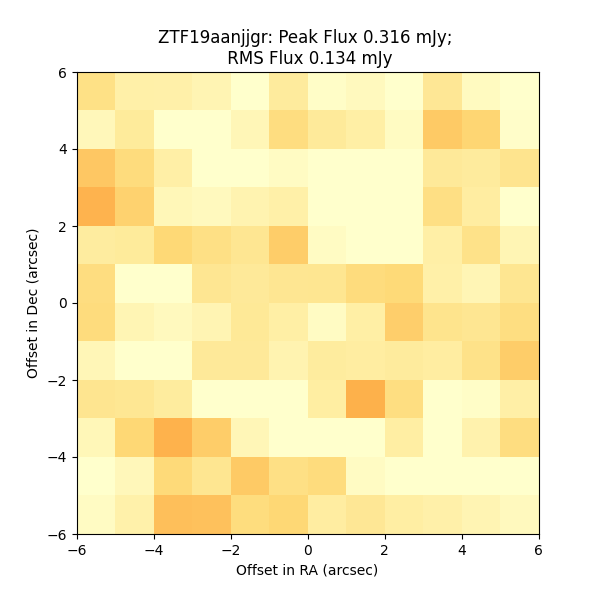 ZTF19aanjjgr: Peak Flux 0.316 mJy;
RMS Flux 0.134 mJy
6
4
2
0
−2
−4
−6
Offset in Dec (arcsec)
−6 −4 −2 0 2 4 6
Offset in RA (arcsec)